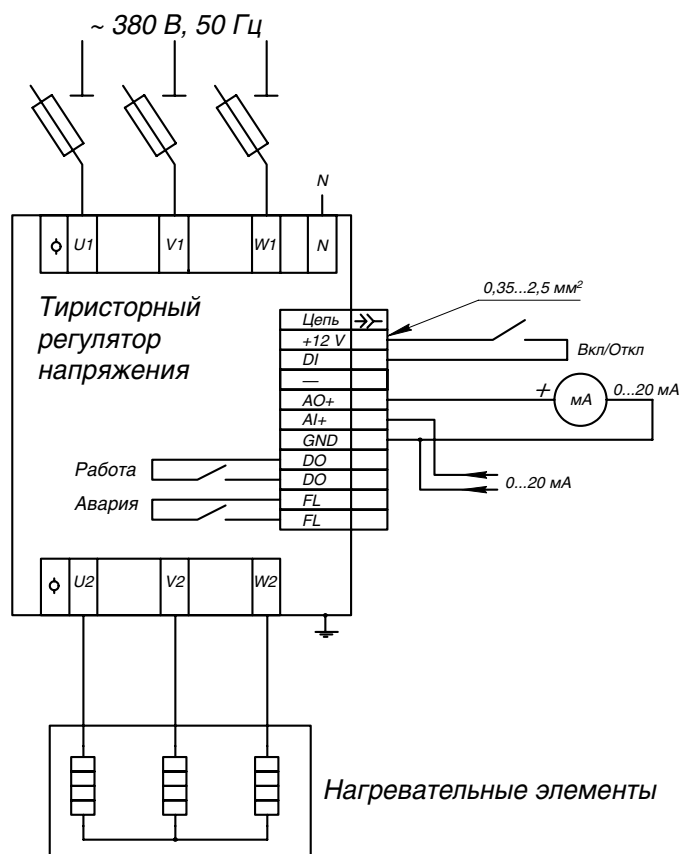 ~ 380 В, 50 Гц
N
ϕ U1 V1 W1 N
Тиристорный
регулятор
напряжения
0,35...2,5 мм²
Цепь
+12 V
DI
Вкл/Откл
—
AO+
+ мА 0...20 мА
AI+
GND
Работа DO
DO
0...20 мА
Авария FL
FL
ϕ U2 V2 W2
Нагревательные элементы